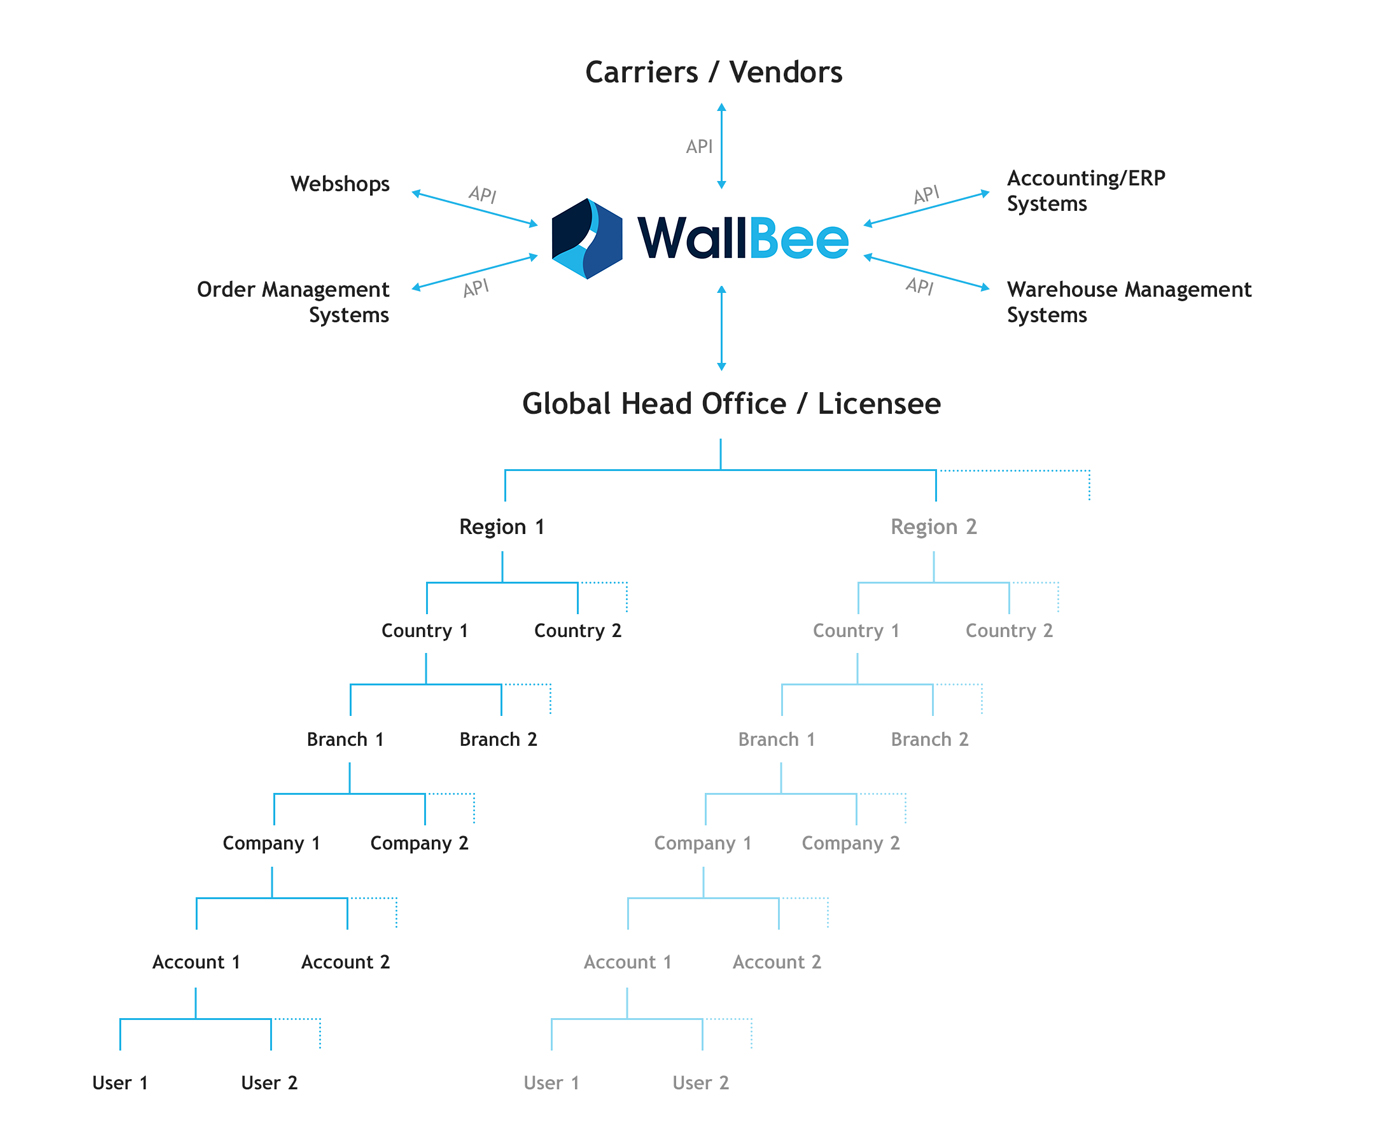 Carriers / Vendors
API
Webshops
API
API
Accounting/ERP
Systems
WallBee
Order Management
Systems
API
API
Warehouse Management
Systems
Global Head Office / Licensee
Region 1
Region 2
Country 1
Country 2
Country 1
Country 2
Branch 1
Branch 2
Branch 1
Branch 2
Company 1
Company 2
Company 1
Company 2
Account 1
Account 2
Account 1
Account 2
User 1
User 2
User 1
User 2